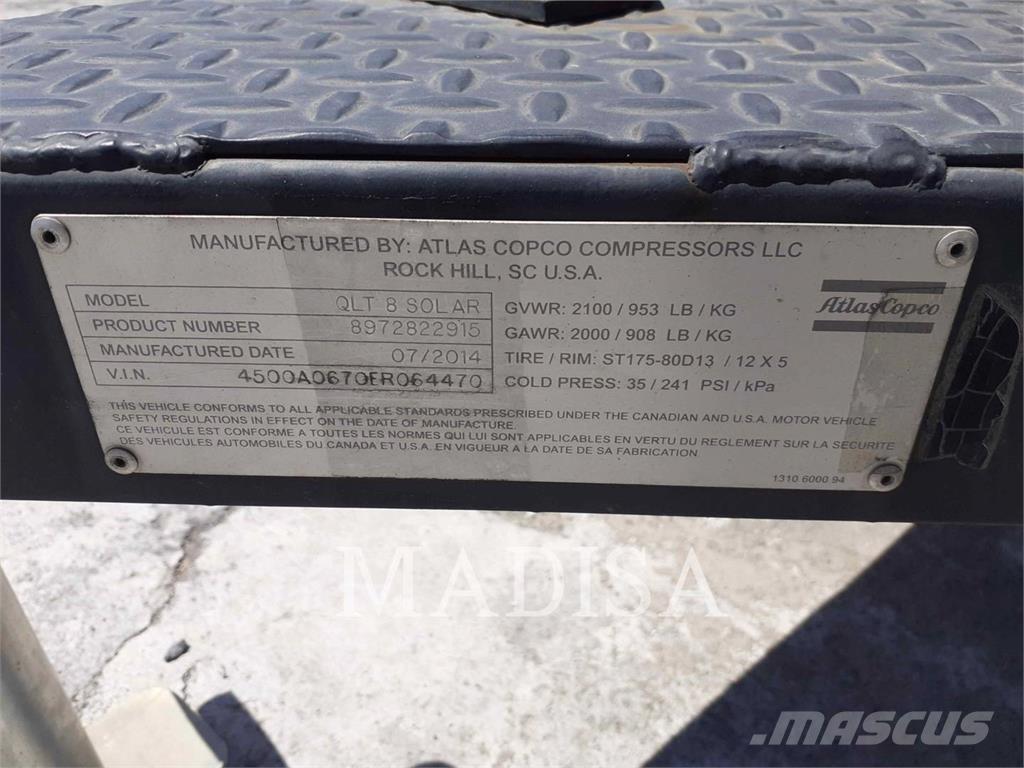 MANUFACTURED BY: ATLAS COPCO COMPRESSORS LLC
ROCK HILL, SC U.S.A.
Atlas Copco
MODEL QLT 8 SOLAR
PRODUCT NUMBER 8972822915
MANUFACTURED DATE 07/2014
V.I.N. 4500A0670ER064470
GVWR: 2100 / 953 LB / KG
GAWR: 2000 / 908 LB / KG
TIRE / RIM: ST175-80D13 / 12 X 5
COLD PRESS: 35 / 241 PSI / kPa
THIS VEHICLE CONFORMS TO ALL APPLICABLE STANDARDS PRESCRIBED UNDER THE CANADIAN AND U.S.A. MOTOR VEHICLE
SAFETY REGULATIONS IN EFFECT ON THE DATE OF MANUFACTURE.
CE VEHICULE EST CONFORME A TOUTES LES NORMES QUI LUI SONT APPLICABLES EN VERTU DU REGLEMENT SUR LA SECURITE
DES VEHICULES AUTOMOBILES DU CANADA ET U.S.A. EN VIGUEUR A LA DATE DE SA FABRICATION
1310 6000 94
MADISA
MASCUS